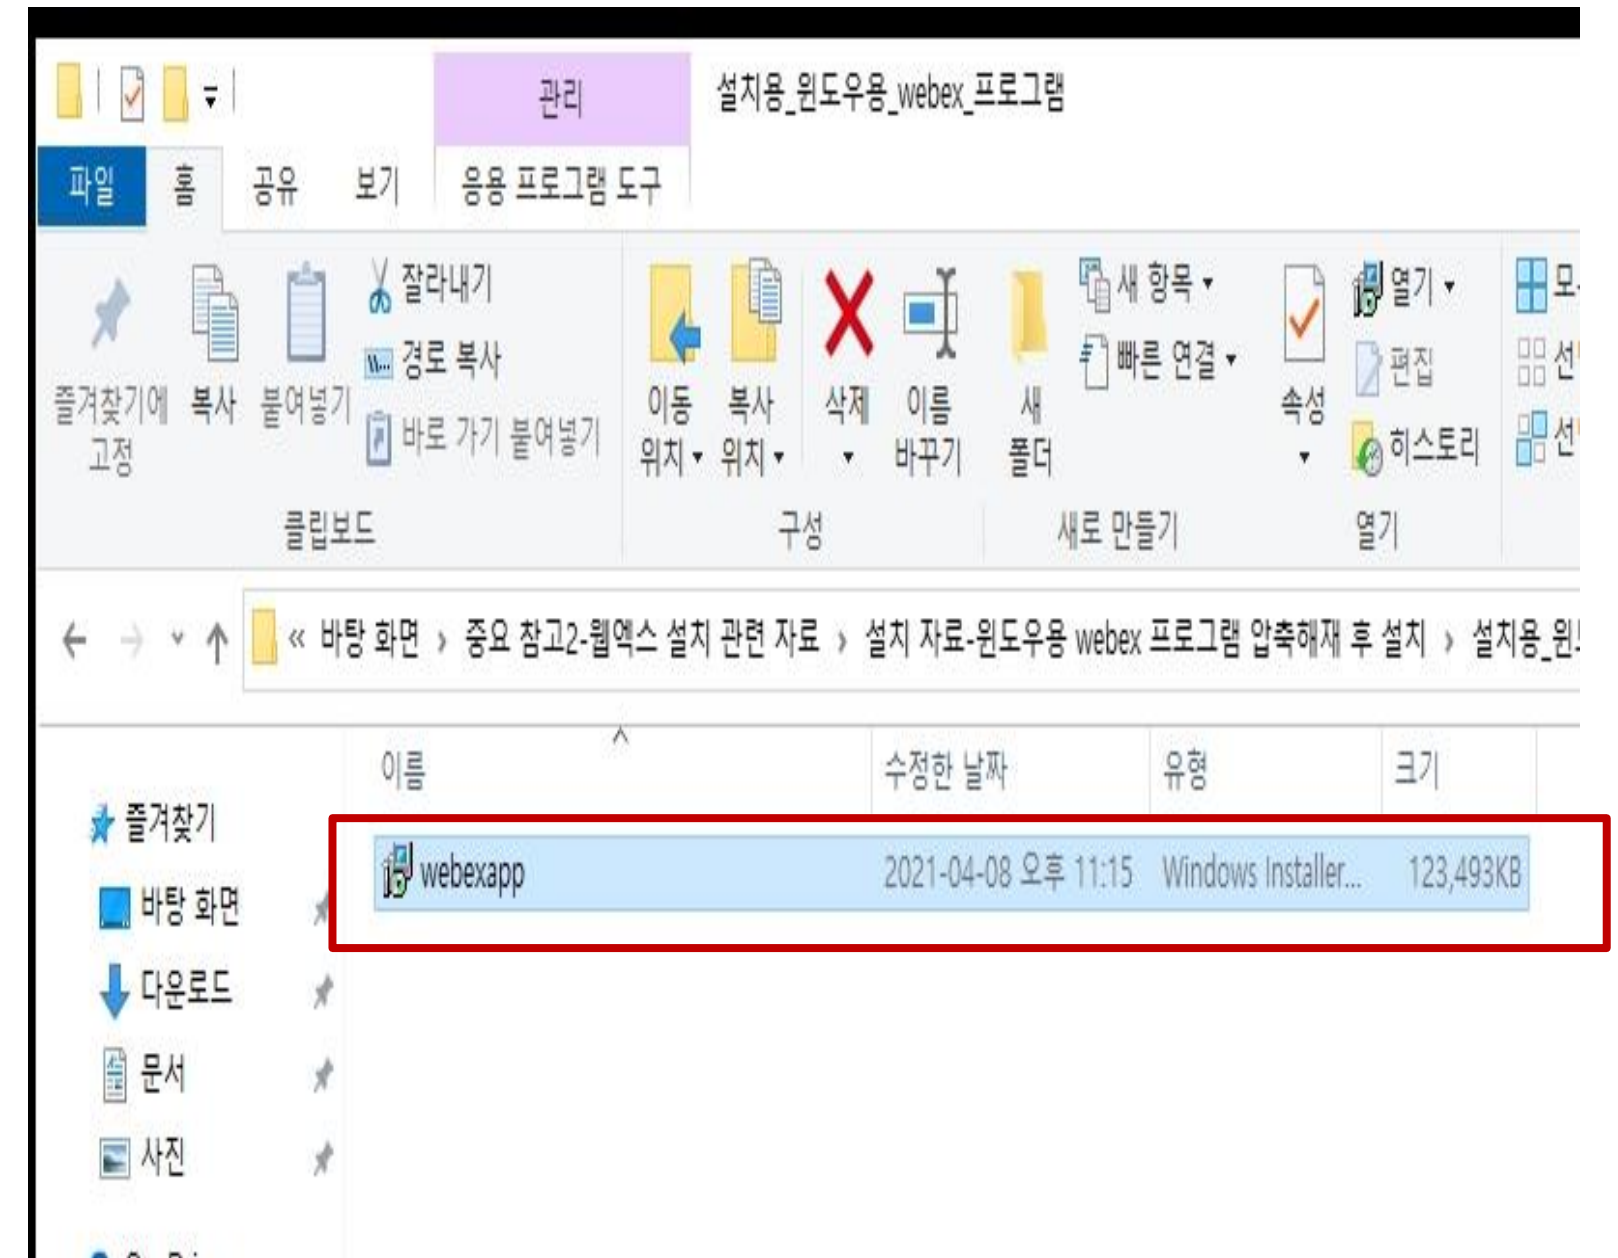 관리
설치용_윈도우용_webex_프로그램
파일 홈 공유 보기 응용 프로그램 도구
즐겨찾기에 고정
복사
붙여넣기
잘라내기
경로 복사
바로 가기 붙여넣기
클립보드
이동 위치
복사 위치
삭제
이름 바꾸기
구성
새 폴더
새 항목
빠른 연결
새로 만들기
속성
열기
편집
히스토리
열기
« 바탕 화면 › 중요 참고2-웹엑스 설치 관련 자료 › 설치 자료-윈도우용 webex 프로그램 압축해재 후 설치 › 설치용_
이름 수정한 날짜 유형 크기
webexapp 2021-04-08 오후 11:15 Windows Installer... 123,493KB
즐겨찾기
바탕 화면
다운로드
문서
사진